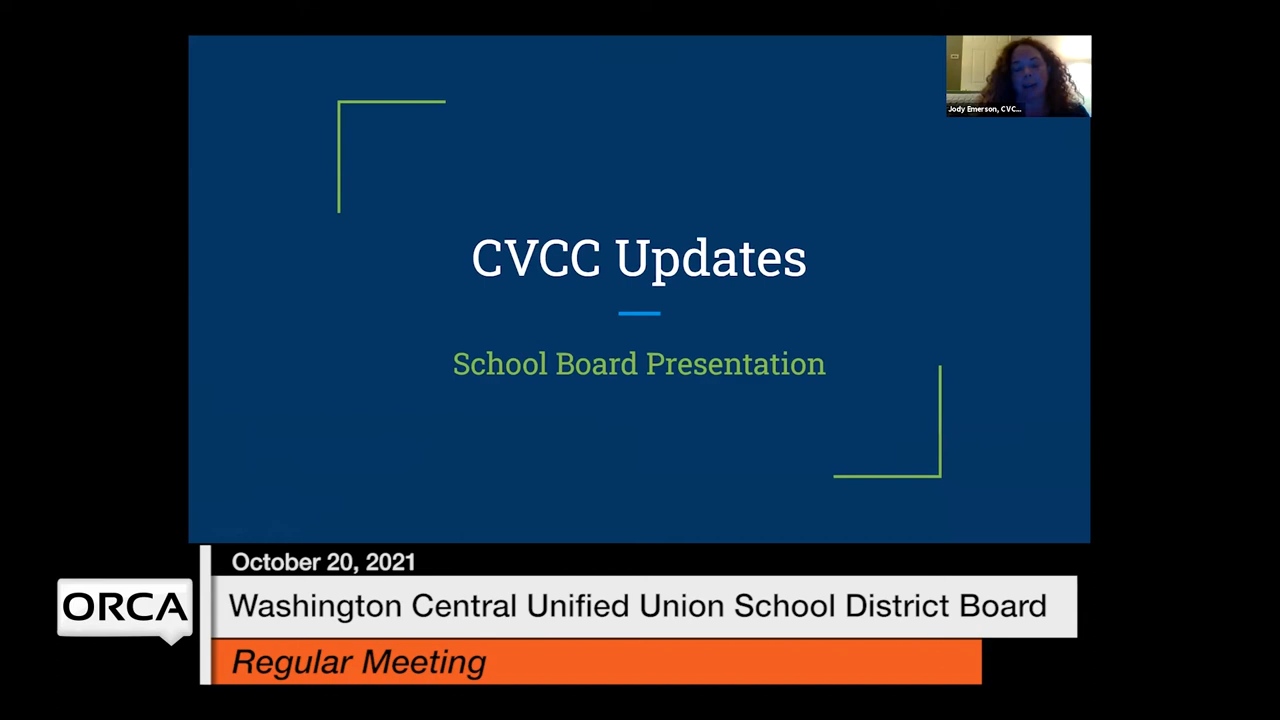 Jody Emerson, CVC...
CVCC Updates
School Board Presentation
October 20, 2021
ORCA
Washington Central Unified Union School District Board
Regular Meeting